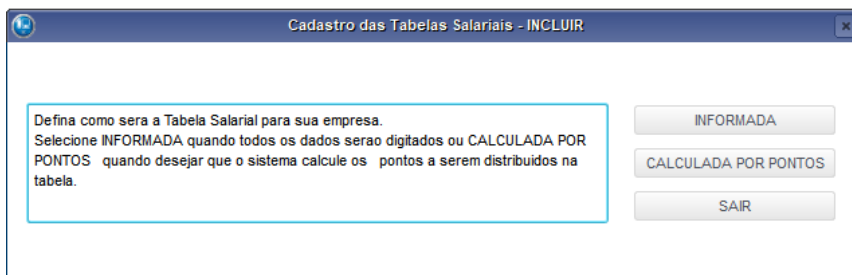 Cadastro das Tabelas Salariais - INCLUIR
Defina como sera a Tabela Salarial para sua empresa.
Selecione INFORMADA quando todos os dados serao digitados ou CALCULADA POR
PONTOS   quando desejar que o sistema calcule os   pontos a serem distribuidos na
tabela.
INFORMADA
CALCULADA POR PONTOS
SAIR